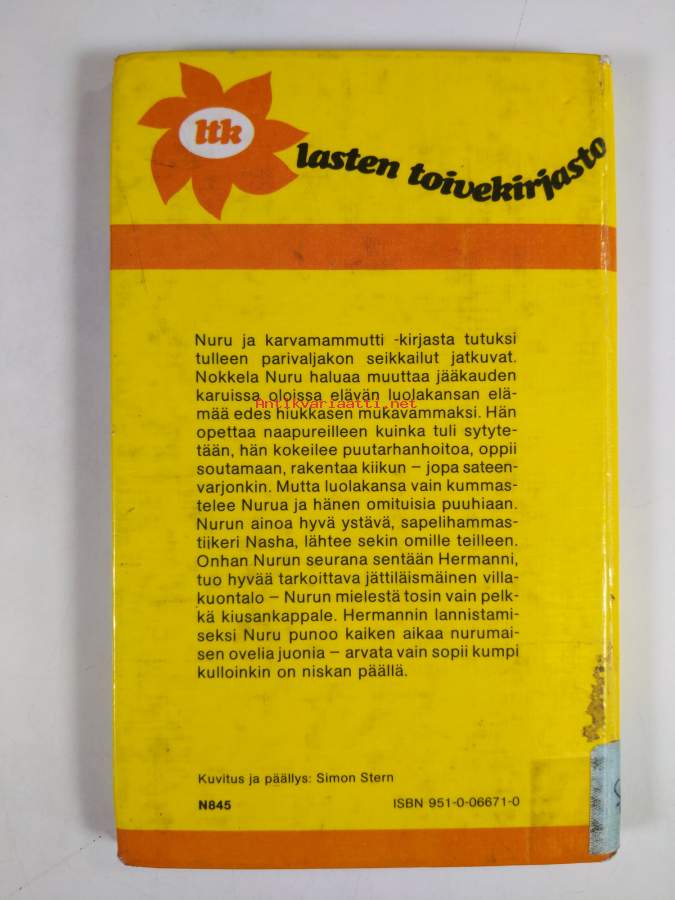 ltk
lasten toivekirjasto
Nuru ja karvamammutti -kirjasta tutuksi
tulleen parivaljakon seikkailut jatkuvat.
Nokkela Nuru haluaa muuttaa jääkauden
karuissa oloissa elävän luolakansan elä-
mää edes hiukkasen mukavammaksi. Hän
Antikvariaatti.net
opettaa naapureilleen kuinka tuli sytyte-
tään, hän kokeilee puutarhanhoitoa, oppii
soutamaan, rakentaa kiikun – jopa sateen-
varjonkin. Mutta luolakansa vain kummas-
telee Nurua ja hänen omituisia puuhiaan.
Nurun ainoa hyvä ystävä, sapelihammas-
tiikeri Nasha, lähtee sekin omille teilleen.
Onhan Nurun seurana sentään Hermanni,
tuo hyvää tarkoittava jättiläismäinen villa-
kuontalo – Nurun mielestä tosin vain pelk-
kä kiusankappale. Hermannin lannistami-
seksi Nuru punoo kaiken aikaa nurumai-
sen ovelia juonia – arvata vain sopii kumpi
kulloinkin on niskan päällä.
Kuvitus ja päällys: Simon Stern
N845 ISBN 951-0-06671-0